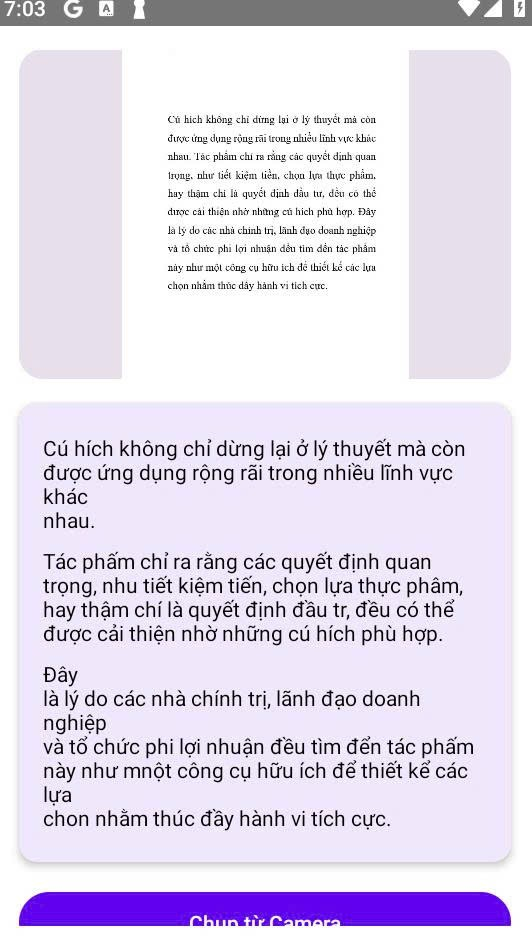 7:03
Cú hích không chỉ dừng lại ở lý thuyết mà còn
được ứng dụng rộng rãi trong nhiều lĩnh vực khác
nhau. Tác phẩm chỉ ra rằng các quyết định quan
trọng, như tiết kiệm tiền, chọn lựa thực phẩm,
hay thậm chí là quyết định đầu tư, đều có thể
được cải thiện nhờ những cú hích phù hợp. Đây
là lý do các nhà chính trị, lãnh đạo doanh nghiệp
và tổ chức phi lợi nhuận đều tìm đến tác phẩm
này như một công cụ hữu ích để thiết kế các lựa
chọn nhằm thúc đẩy hành vi tích cực.
Cú hích không chỉ dừng lại ở lý thuyết mà còn
được ứng dụng rộng rãi trong nhiều lĩnh vực
khác
nhau.
Tác phấm chỉ ra rằng các quyết định quan
trọng, nhu tiết kiệm tiến, chọn lựa thực phâm,
hay thậm chí là quyết định đầu tr, đều có thể
được cải thiện nhờ những cú hích phù hợp.
Đây
là lý do các nhà chính trị, lãnh đạo doanh
nghiệp
và tổ chức phi lợi nhuận đều tìm đển tác phấm
này như mnột công cụ hữu ích để thiết kể các
lựa
chon nhằm thúc đầy hành vi tích cực.
Chụp từ Camera